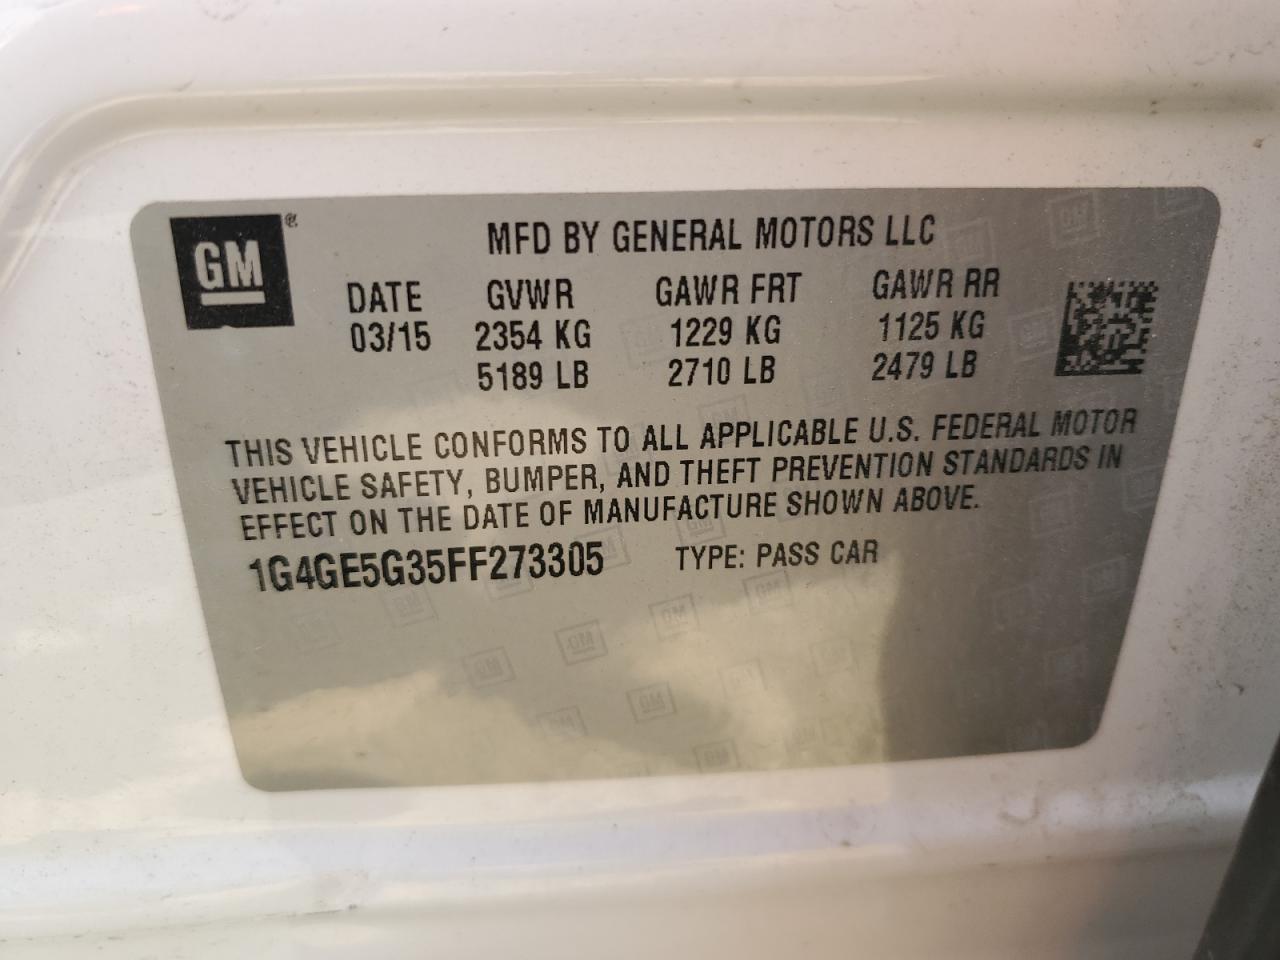 GM®
MFD BY GENERAL MOTORS LLC
DATE GVWR GAWR FRT GAWR RR
03/15 2354 KG 1229 KG 1125 KG
5189 LB 2710 LB 2479 LB
THIS VEHICLE CONFORMS TO ALL APPLICABLE U.S. FEDERAL MOTOR
VEHICLE SAFETY, BUMPER, AND THEFT PREVENTION STANDARDS IN
EFFECT ON THE DATE OF MANUFACTURE SHOWN ABOVE.
1G4GE5G35FF273305 TYPE: PASS CAR